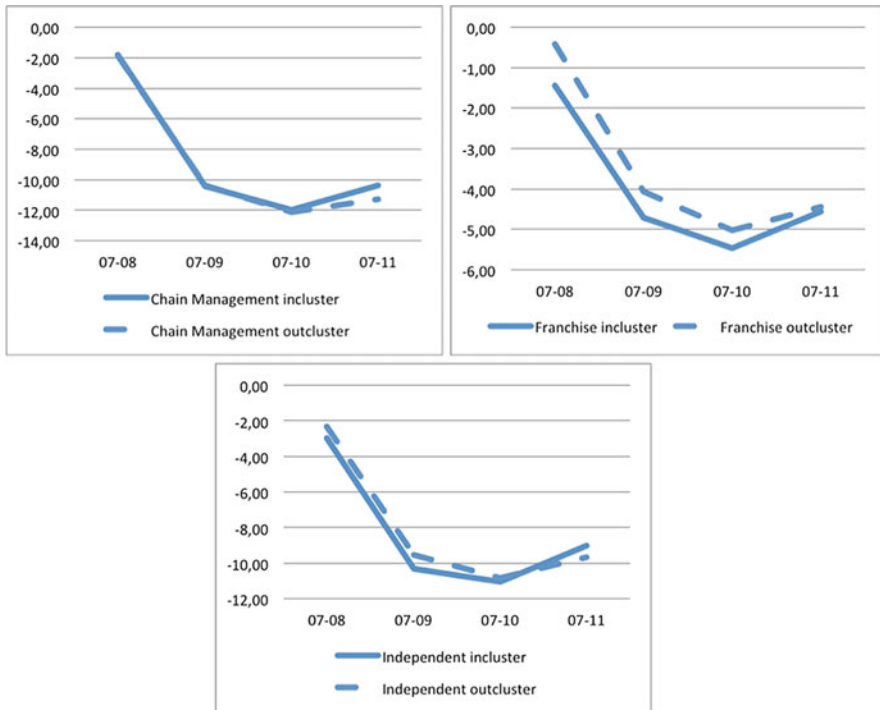 0,00
-2,00
-4,00
-6,00
-8,00
-10,00
-12,00
-14,00
07-08 07-09 07-10 07-11
Chain Management incluster
Chain Management outcluster
0,00
-1,00
-2,00
-3,00
-4,00
-5,00
-6,00
07-08 07-09 07-10 07-11
Franchise incluster Franchise outcluster
0,00
-2,00
-4,00
-6,00
-8,00
-10,00
-12,00
07-08 07-09 07-10 07-11
Independent incluster
Independent outcluster